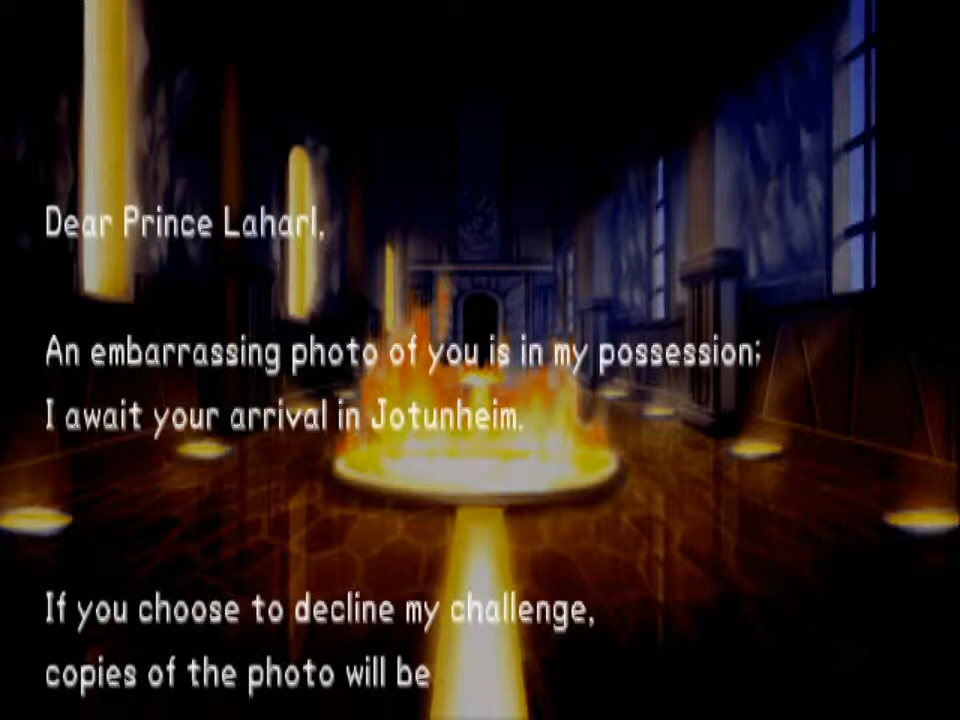 Dear Prince Laharl,
An embarrassing photo of you is in my possession;
I await your arrival in Jotunheim.
If you choose to decline my challenge,
copies of the photo will be